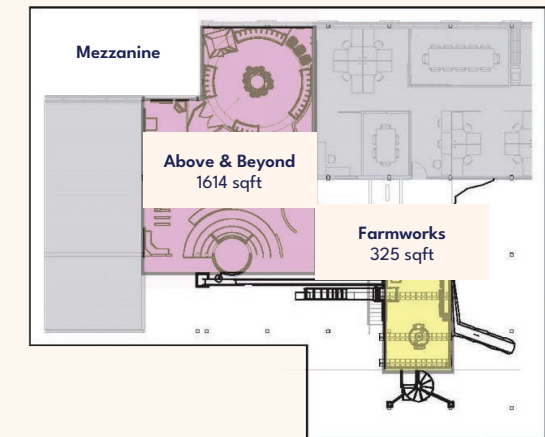 Mezzanine
Above & Beyond
1614 sqft
Farmworks
325 sqft